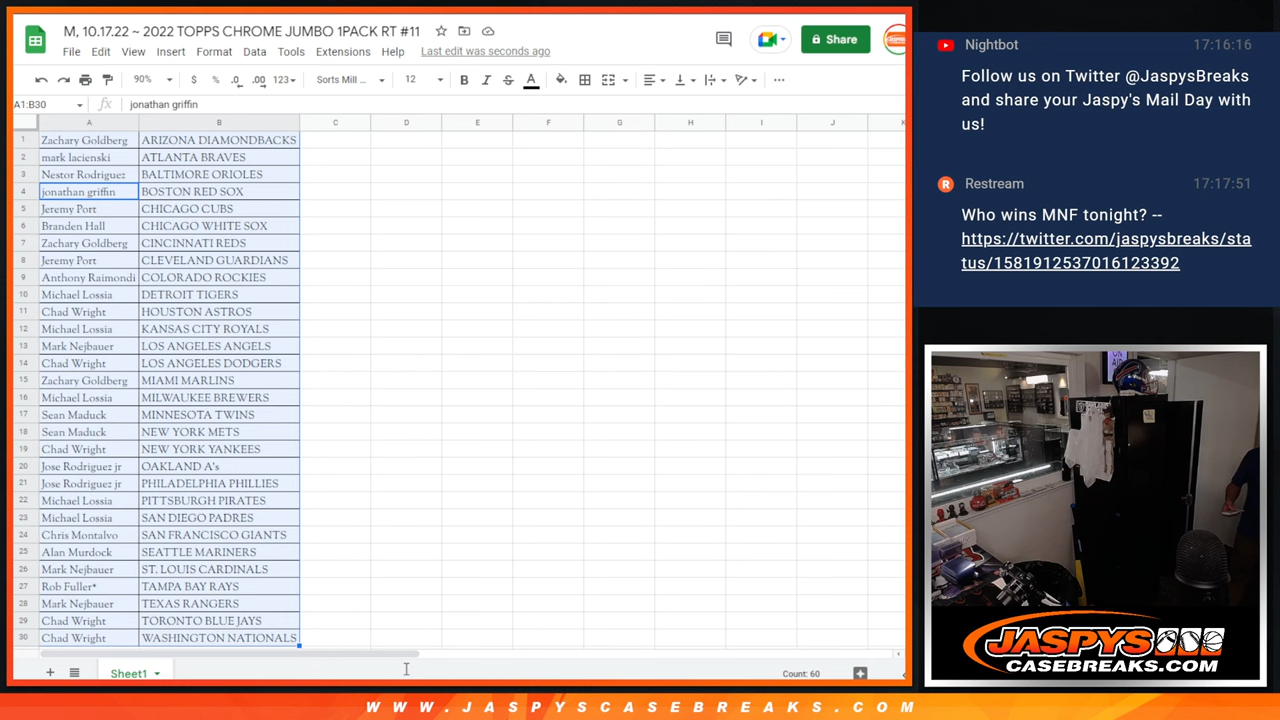 M, 10.17.22 ~ 2022 TOPPS CHROME JUMBO 1PACK RT #11
File Edit View Insert Format Data Tools Extensions Help Last edit was seconds ago
Share
90% $ % .0 .00 123 Sorts Mill ... 12 B I S A
A1:B30 fx jonathan griffin
A B C D E F G H I J K
1 Zachary Goldberg ARIZONA DIAMONDBACKS
2 mark lacienski ATLANTA BRAVES
3 Nestor Rodriguez BALTIMORE ORIOLES
4 jonathan griffin BOSTON RED SOX
5 Jeremy Port CHICAGO CUBS
6 Branden Hall CHICAGO WHITE SOX
7 Zachary Goldberg CINCINNATI REDS
8 Jeremy Port CLEVELAND GUARDIANS
9 Anthony Raimondi COLORADO ROCKIES
10 Michael Lossia DETROIT TIGERS
11 Chad Wright HOUSTON ASTROS
12 Michael Lossia KANSAS CITY ROYALS
13 Mark Nejbauer LOS ANGELES ANGELS
14 Chad Wright LOS ANGELES DODGERS
15 Zachary Goldberg MIAMI MARLINS
16 Michael Lossia MILWAUKEE BREWERS
17 Sean Maduck MINNESOTA TWINS
18 Sean Maduck NEW YORK METS
19 Chad Wright NEW YORK YANKEES
20 Jose Rodriguez jr OAKLAND A's
21 Jose Rodriguez jr PHILADELPHIA PHILLIES
22 Michael Lossia PITTSBURGH PIRATES
23 Michael Lossia SAN DIEGO PADRES
24 Chris Montalvo SAN FRANCISCO GIANTS
25 Alan Murdock SEATTLE MARINERS
26 Mark Nejbauer ST. LOUIS CARDINALS
27 Rob Fuller* TAMPA BAY RAYS
28 Mark Nejbauer TEXAS RANGERS
29 Chad Wright TORONTO BLUE JAYS
30 Chad Wright WASHINGTON NATIONALS
Sheet1 Count: 60
Nightbot 17:16:16
Follow us on Twitter @JaspysBreaks
and share your Jaspy's Mail Day with
us!
Restream 17:17:51
Who wins MNF tonight? --
https://twitter.com/jaspysbreaks/sta
tus/1581912537016123392
JASPYS
CASEBREAKS.COM
WWW.JASPYSCASEBREAKS.COM